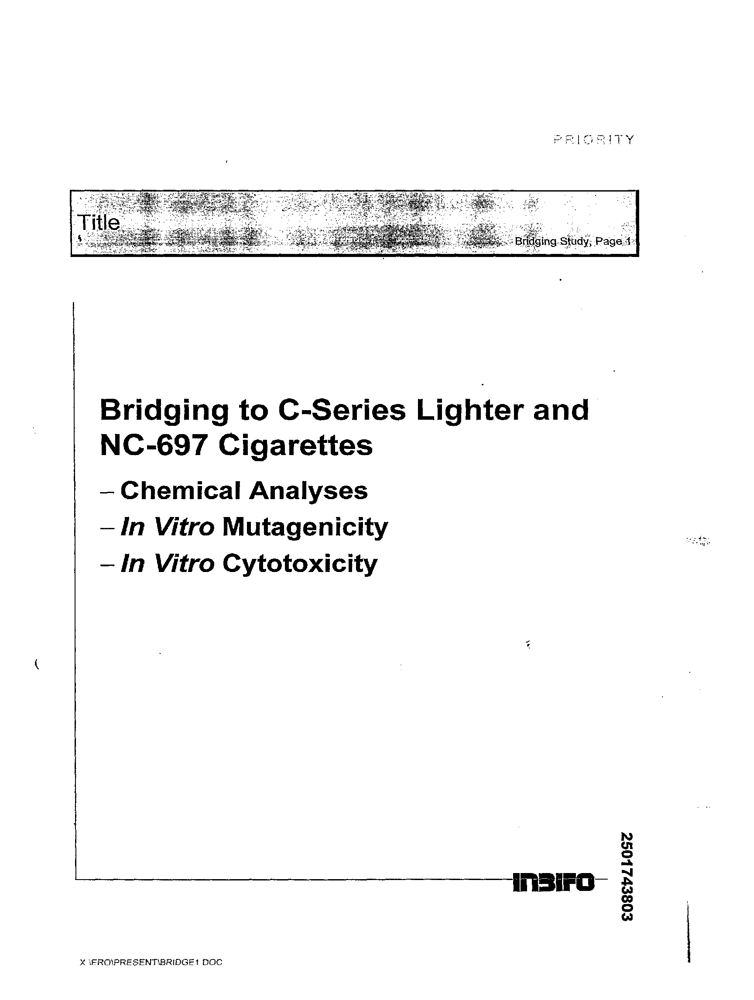 PRIORITY
Title
Bridging Study, Page 1
Bridging to C-Series Lighter and
NC-697 Cigarettes
– Chemical Analyses
– In Vitro Mutagenicity
– In Vitro Cytotoxicity
INBIFO
2501743803
X \FRO\PRESENT\BRIDGE1 DOC